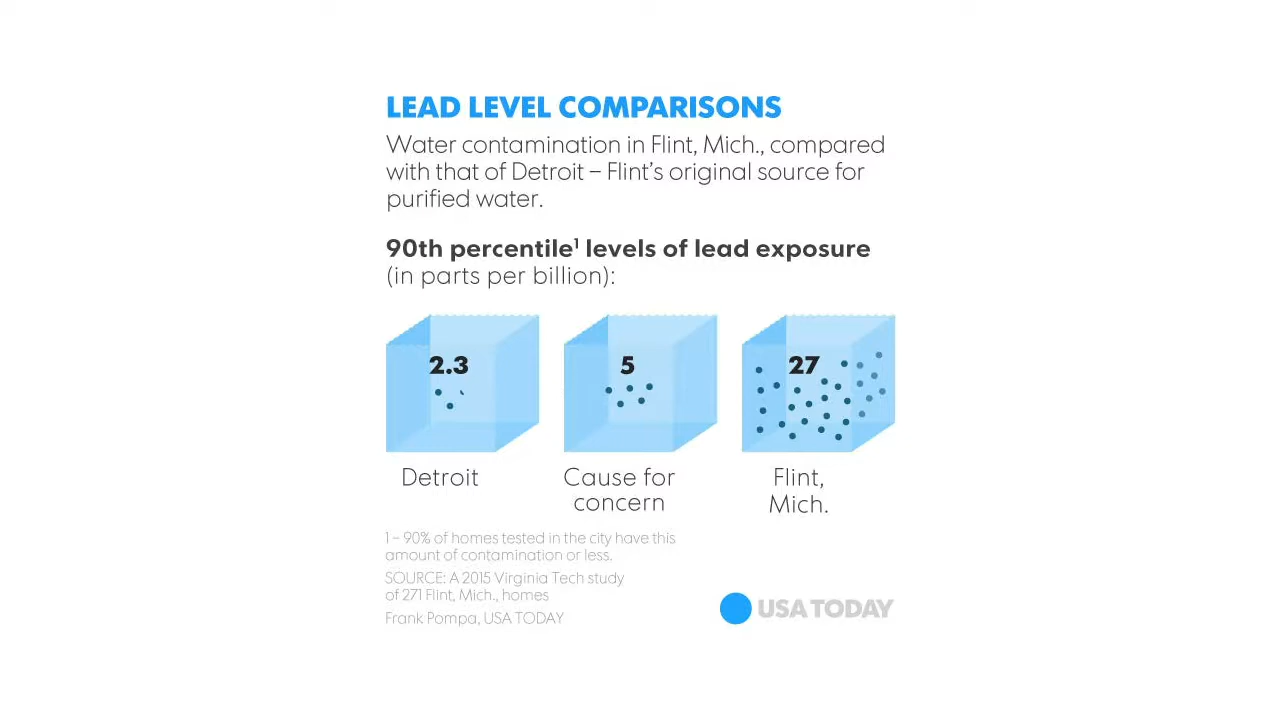 LEAD LEVEL COMPARISONS
Water contamination in Flint, Mich., compared
with that of Detroit – Flint's original source for
purified water.
90th percentile¹ levels of lead exposure
(in parts per billion):
2.3
5
27
Detroit
Cause for
concern
Flint,
Mich.
1 – 90% of homes tested in the city have this
amount of contamination or less.
SOURCE: A 2015 Virginia Tech study
of 271 Flint, Mich., homes
Frank Pompa, USA TODAY
USA TODAY